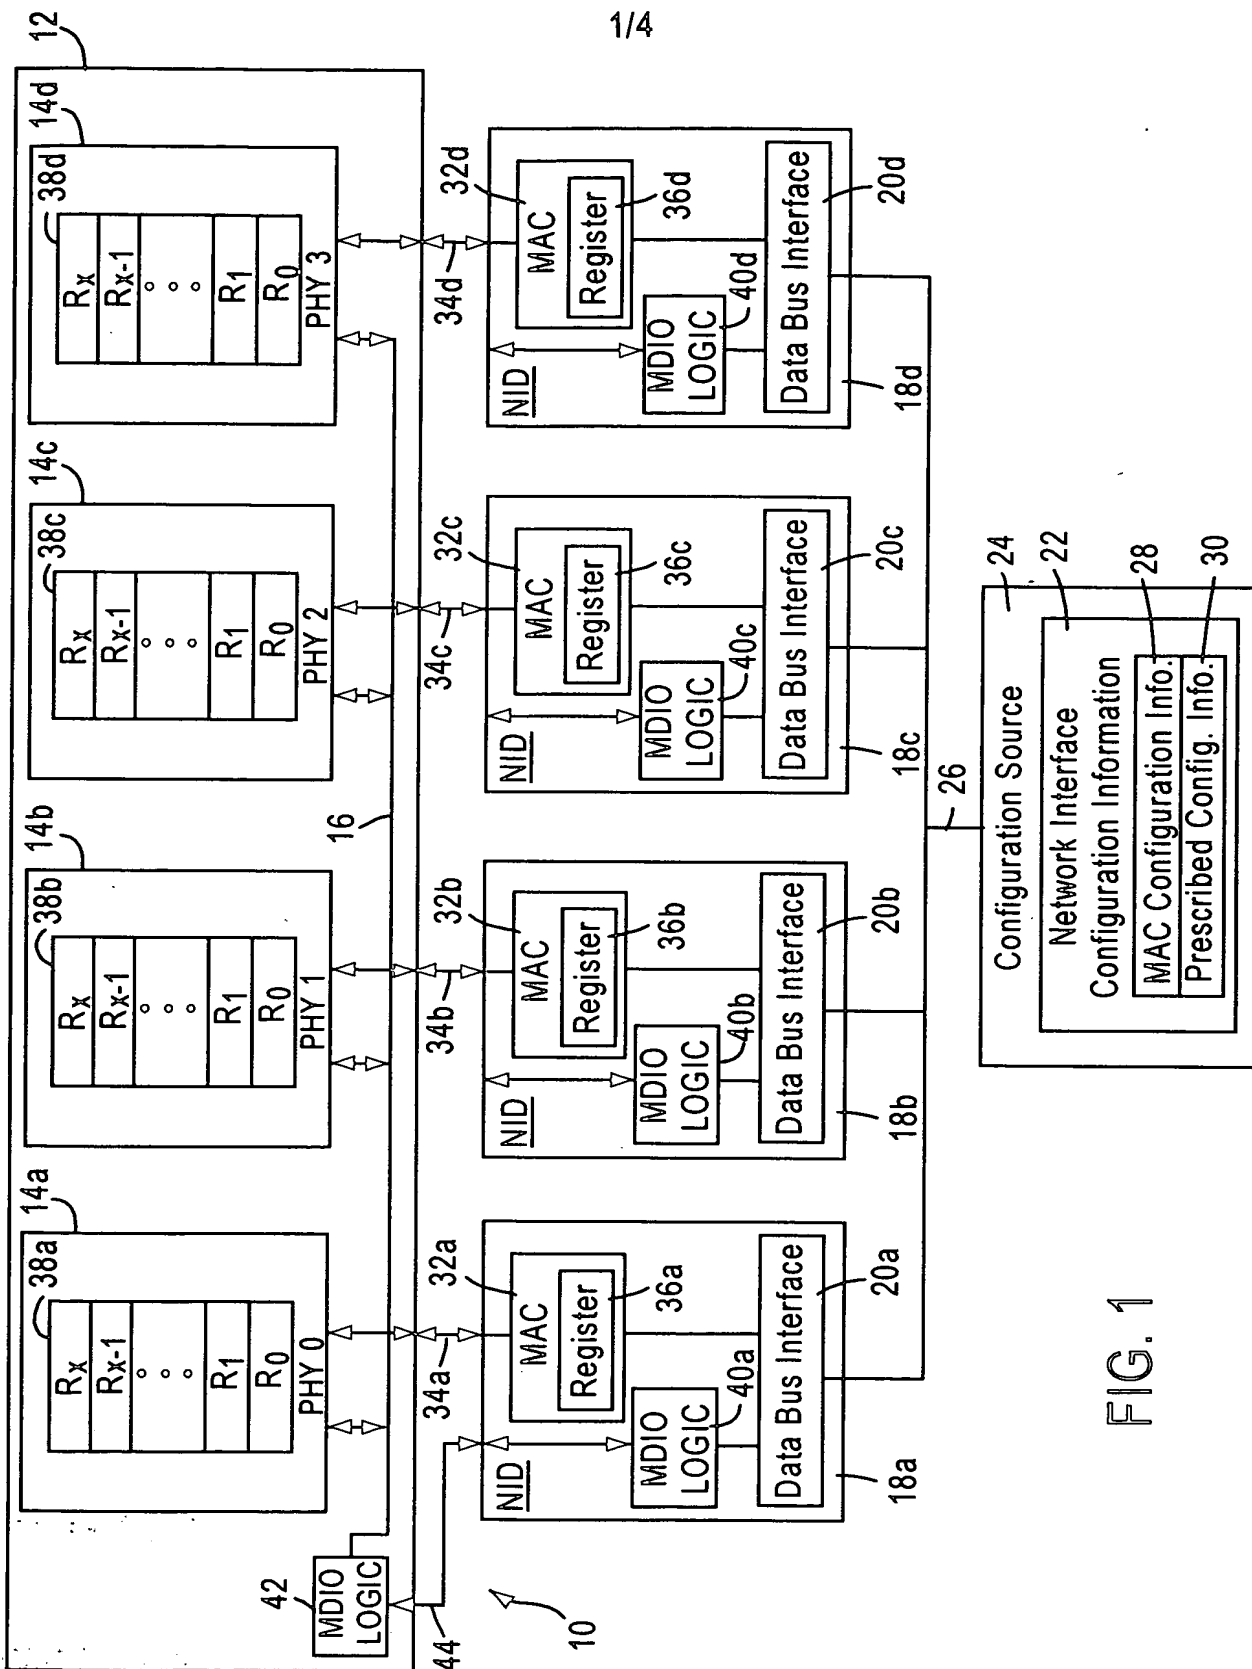 1/4
12
14a
38a
Rx
Rx-1
R1
R0
PHY 0
14b
38b
Rx
Rx-1
R1
R0
PHY 1
14c
38c
Rx
Rx-1
R1
R0
PHY 2
14d
38d
Rx
Rx-1
R1
R0
PHY 3
16
42
MDIO
LOGIC
44
10
34a
32a
NID
MAC
Register
36a
MDIO
LOGIC
40a
Data Bus Interface
20a
18a
34b
32b
NID
MAC
Register
36b
MDIO
LOGIC
40b
Data Bus Interface
20b
18b
34c
32c
NID
MAC
Register
36c
MDIO
LOGIC
40c
Data Bus Interface
20c
18c
34d
32d
NID
MAC
Register
36d
MDIO
LOGIC
40d
Data Bus Interface
20d
18d
26
Configuration Source
24
Network Interface
Configuration Information
22
MAC Configuration Info.
28
Prescribed Config. Info.
30
FIG. 1